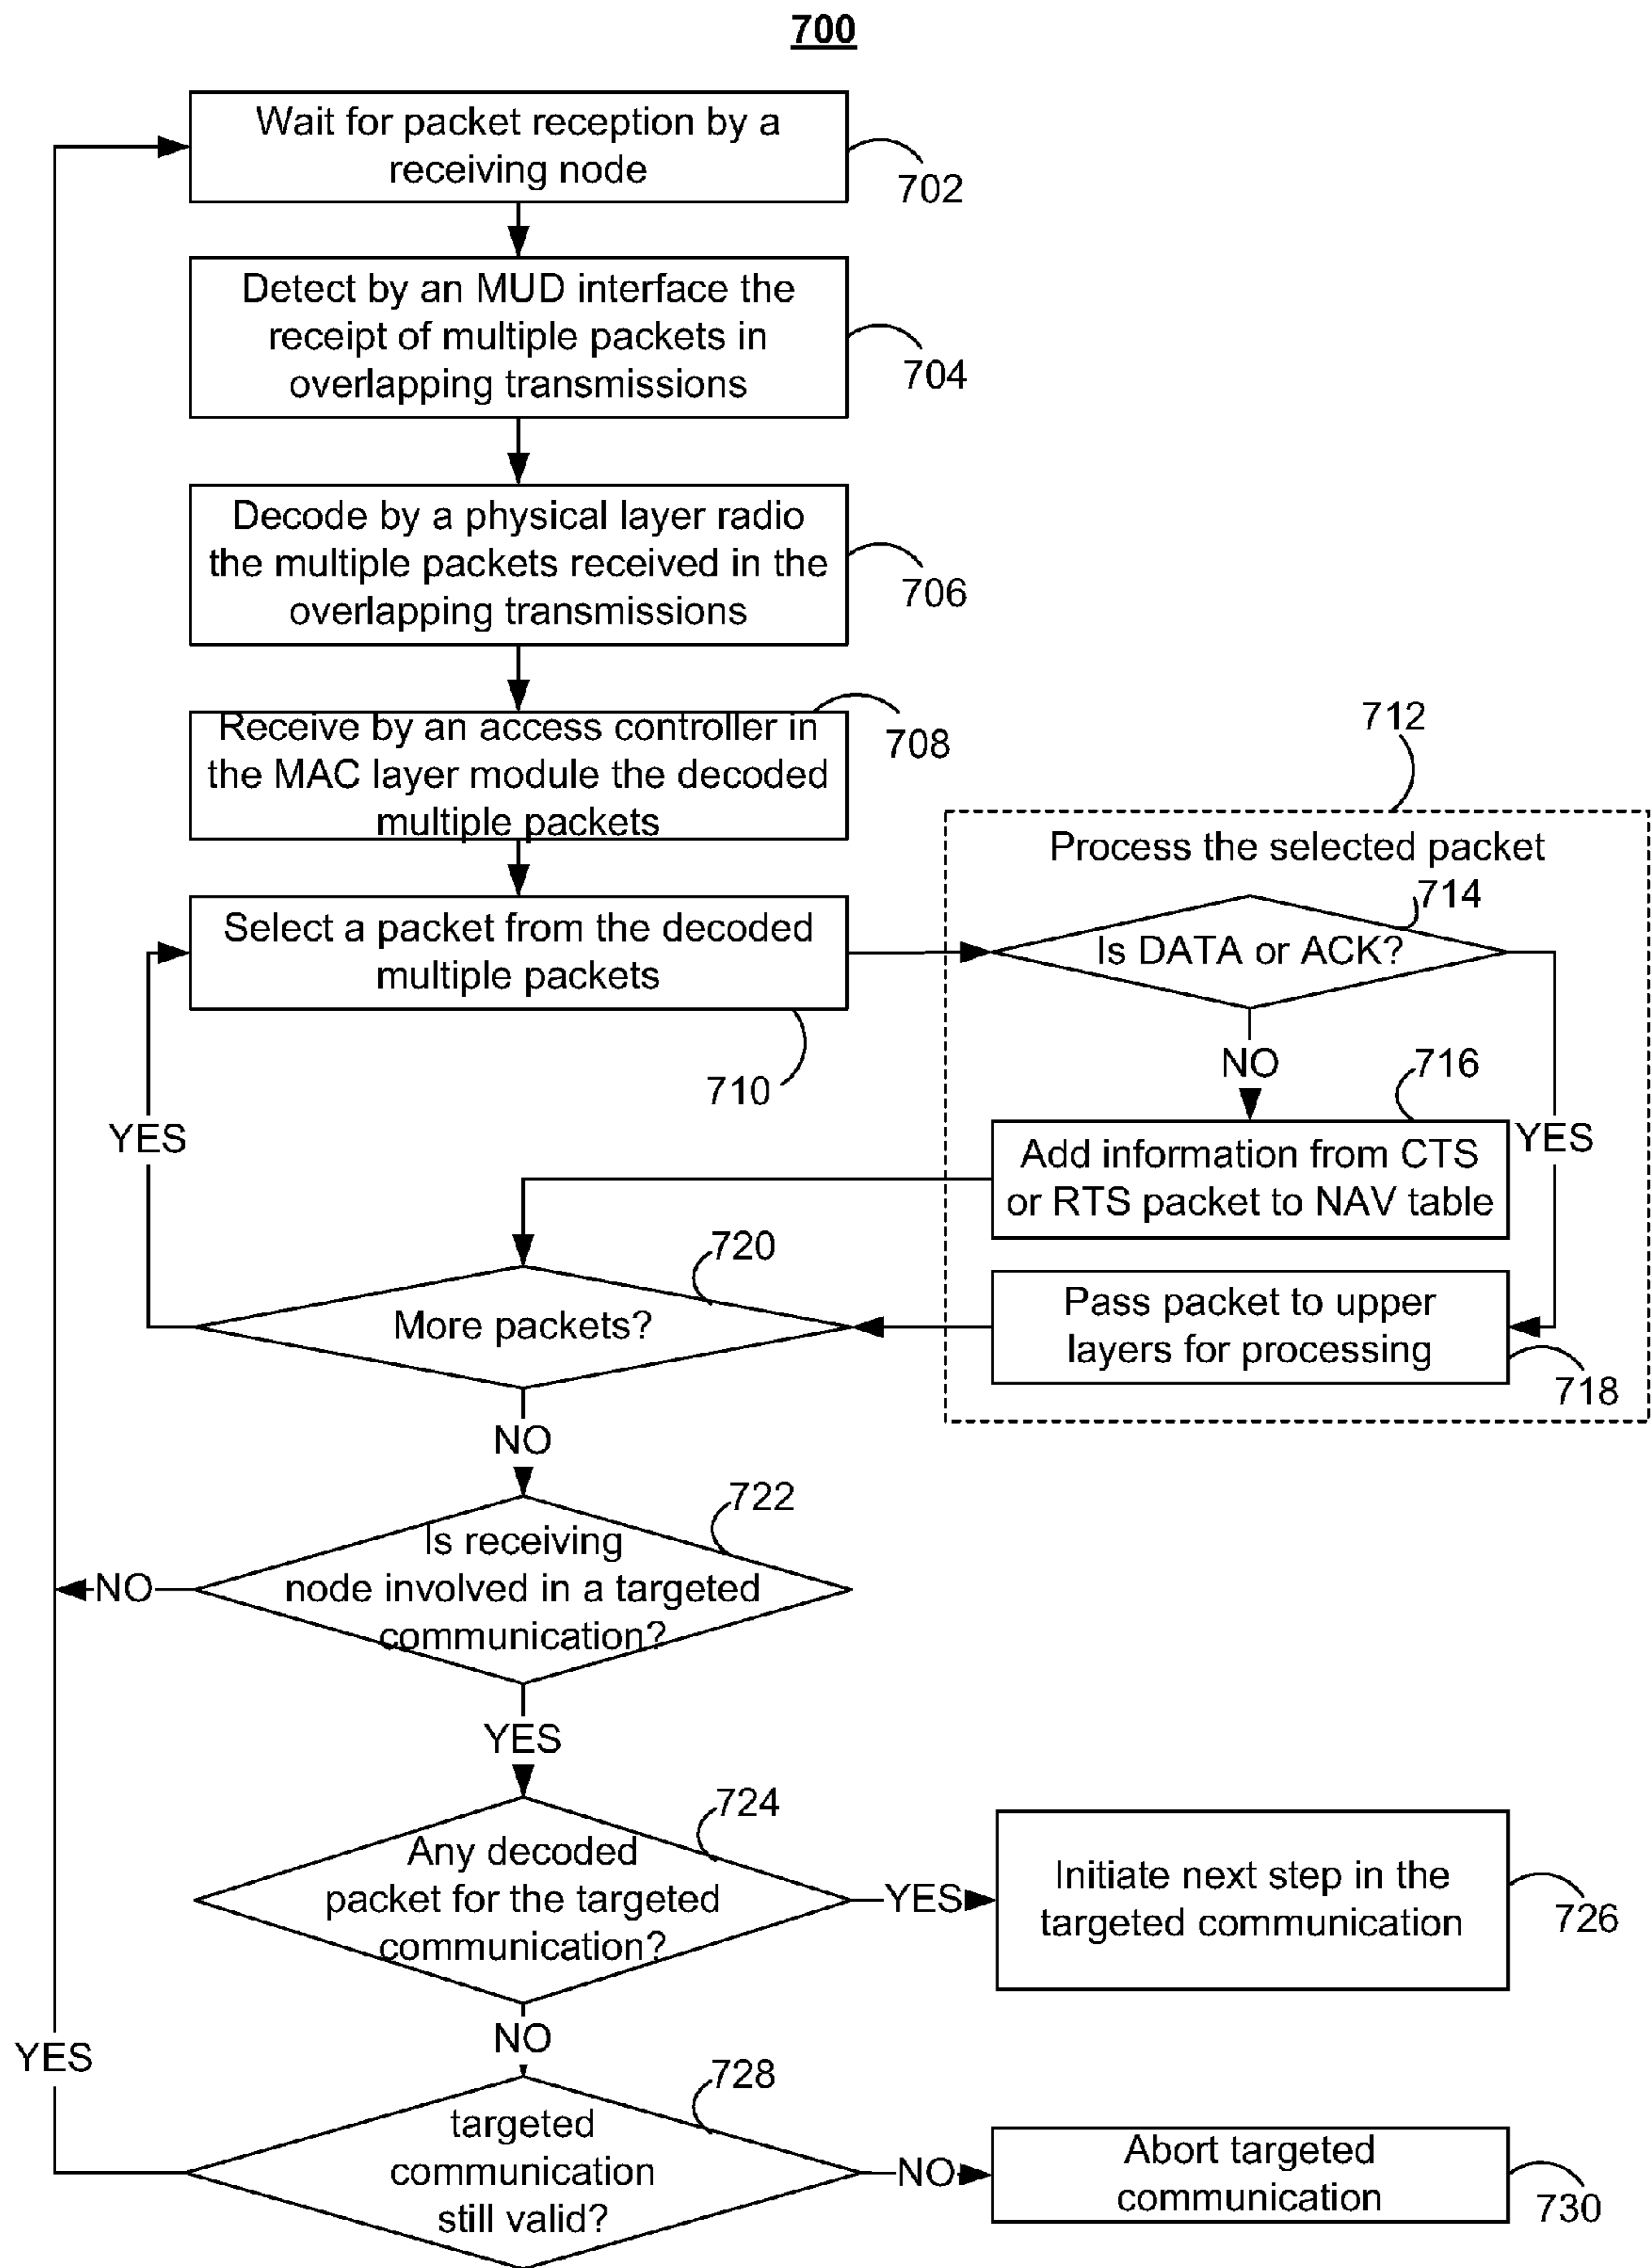 700
Wait for packet reception by a
receiving node
702
Detect by an MUD interface the
receipt of multiple packets in
overlapping transmissions
704
Decode by a physical layer radio
the multiple packets received in the
overlapping transmissions
706
Receive by an access controller in
the MAC layer module the decoded
multiple packets
708
712
Process the selected packet
714
Select a packet from the decoded
multiple packets
710
Is DATA or ACK?
NO
716
YES
YES
Add information from CTS
or RTS packet to NAV table
720
More packets?
Pass packet to upper
layers for processing
718
NO
722
Is receiving
node involved in a targeted
communication?
NO
YES
724
Any decoded
packet for the targeted
communication?
YES
Initiate next step in the
targeted communication
726
NO
YES
728
targeted
communication
still valid?
NO
Abort targeted
communication
730